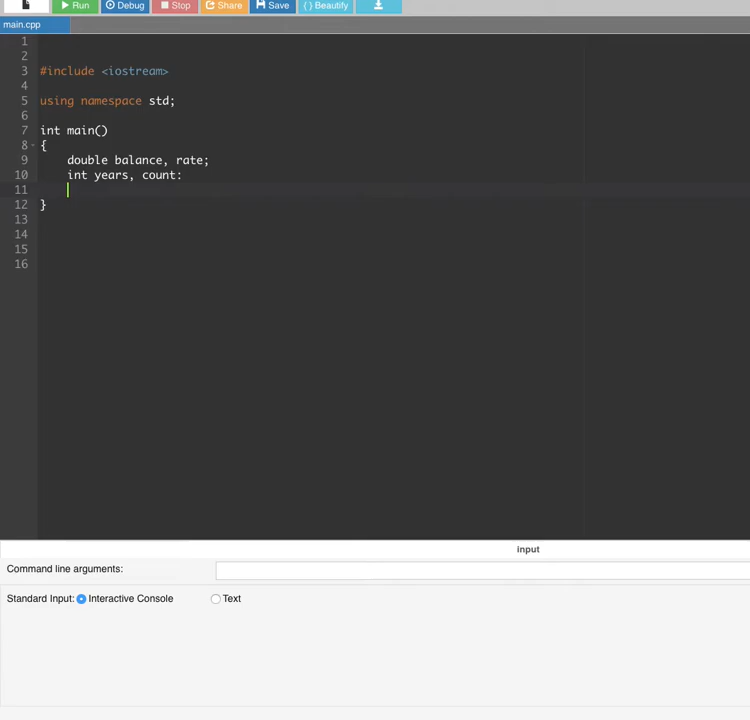 Run Debug Stop Share Save { } Beautify
main.cpp
1
2
3 #include <iostream>
4
5 using namespace std;
6
7 int main()
8 {
9 double balance, rate;
10 int years, count:
11
12 }
13
14
15
16
input
Command line arguments:
Standard Input: Interactive Console Text